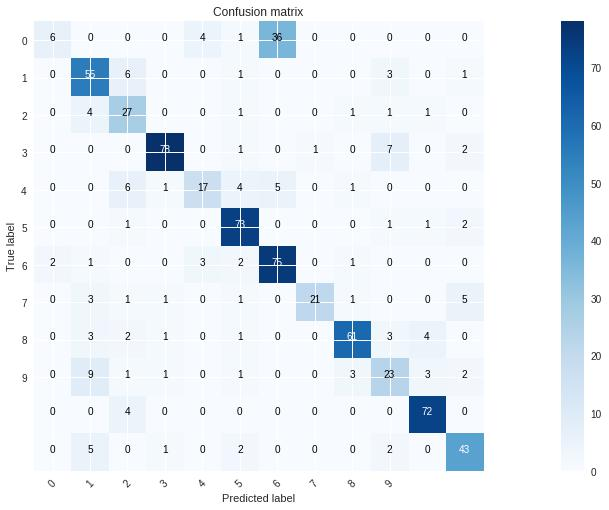 Confusion matrix
0 6 0 0 0 4 1 36 0 0 0 0 0
1 0 55 6 0 0 1 0 0 0 3 0 1
2 0 4 27 0 0 1 0 0 1 1 1 0
3 0 0 0 78 0 1 0 1 0 7 0 2
4 0 0 6 1 17 4 5 0 1 0 0 0
5 0 0 1 0 0 73 0 0 0 1 1 2
6 2 1 0 0 3 2 75 0 1 0 0 0
7 0 3 1 1 0 1 0 21 1 0 0 5
8 0 3 2 1 0 1 0 0 61 3 4 0
9 0 9 1 1 0 1 0 0 3 23 3 2
0 0 4 0 0 0 0 0 0 0 72 0
0 5 0 1 0 2 0 0 0 2 0 43
0 1 2 3 4 5 6 7 8 9
Predicted label
True label
70
60
50
40
30
20
10
0